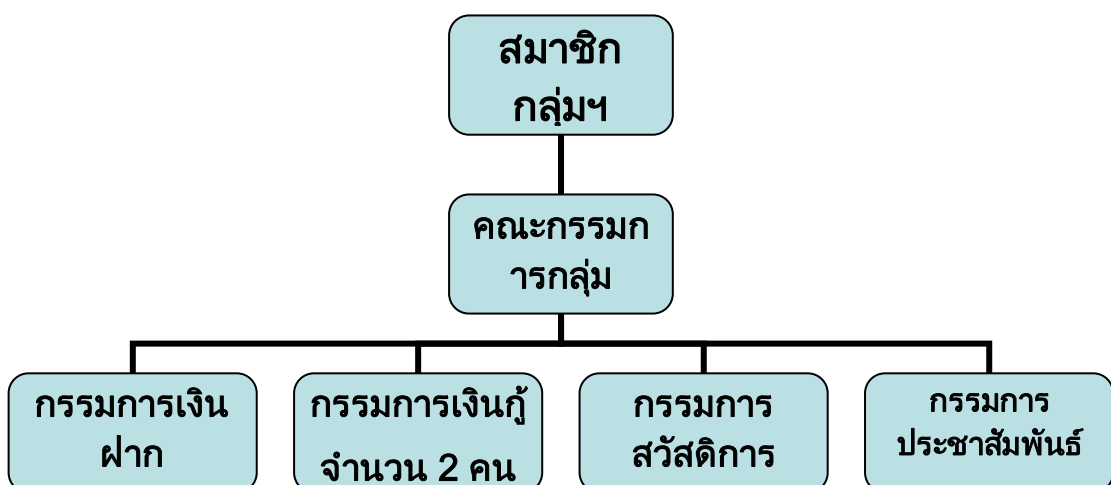 สมาชิก
กลุ่มฯ
คณะกรรมก
ารกลุ่ม
กรรมการเงิน
ฝาก
กรรมการเงินกู้
จำนวน 2 คน
กรรมการ
สวัสดิการ
กรรมการ
ประชาสัมพันธ์